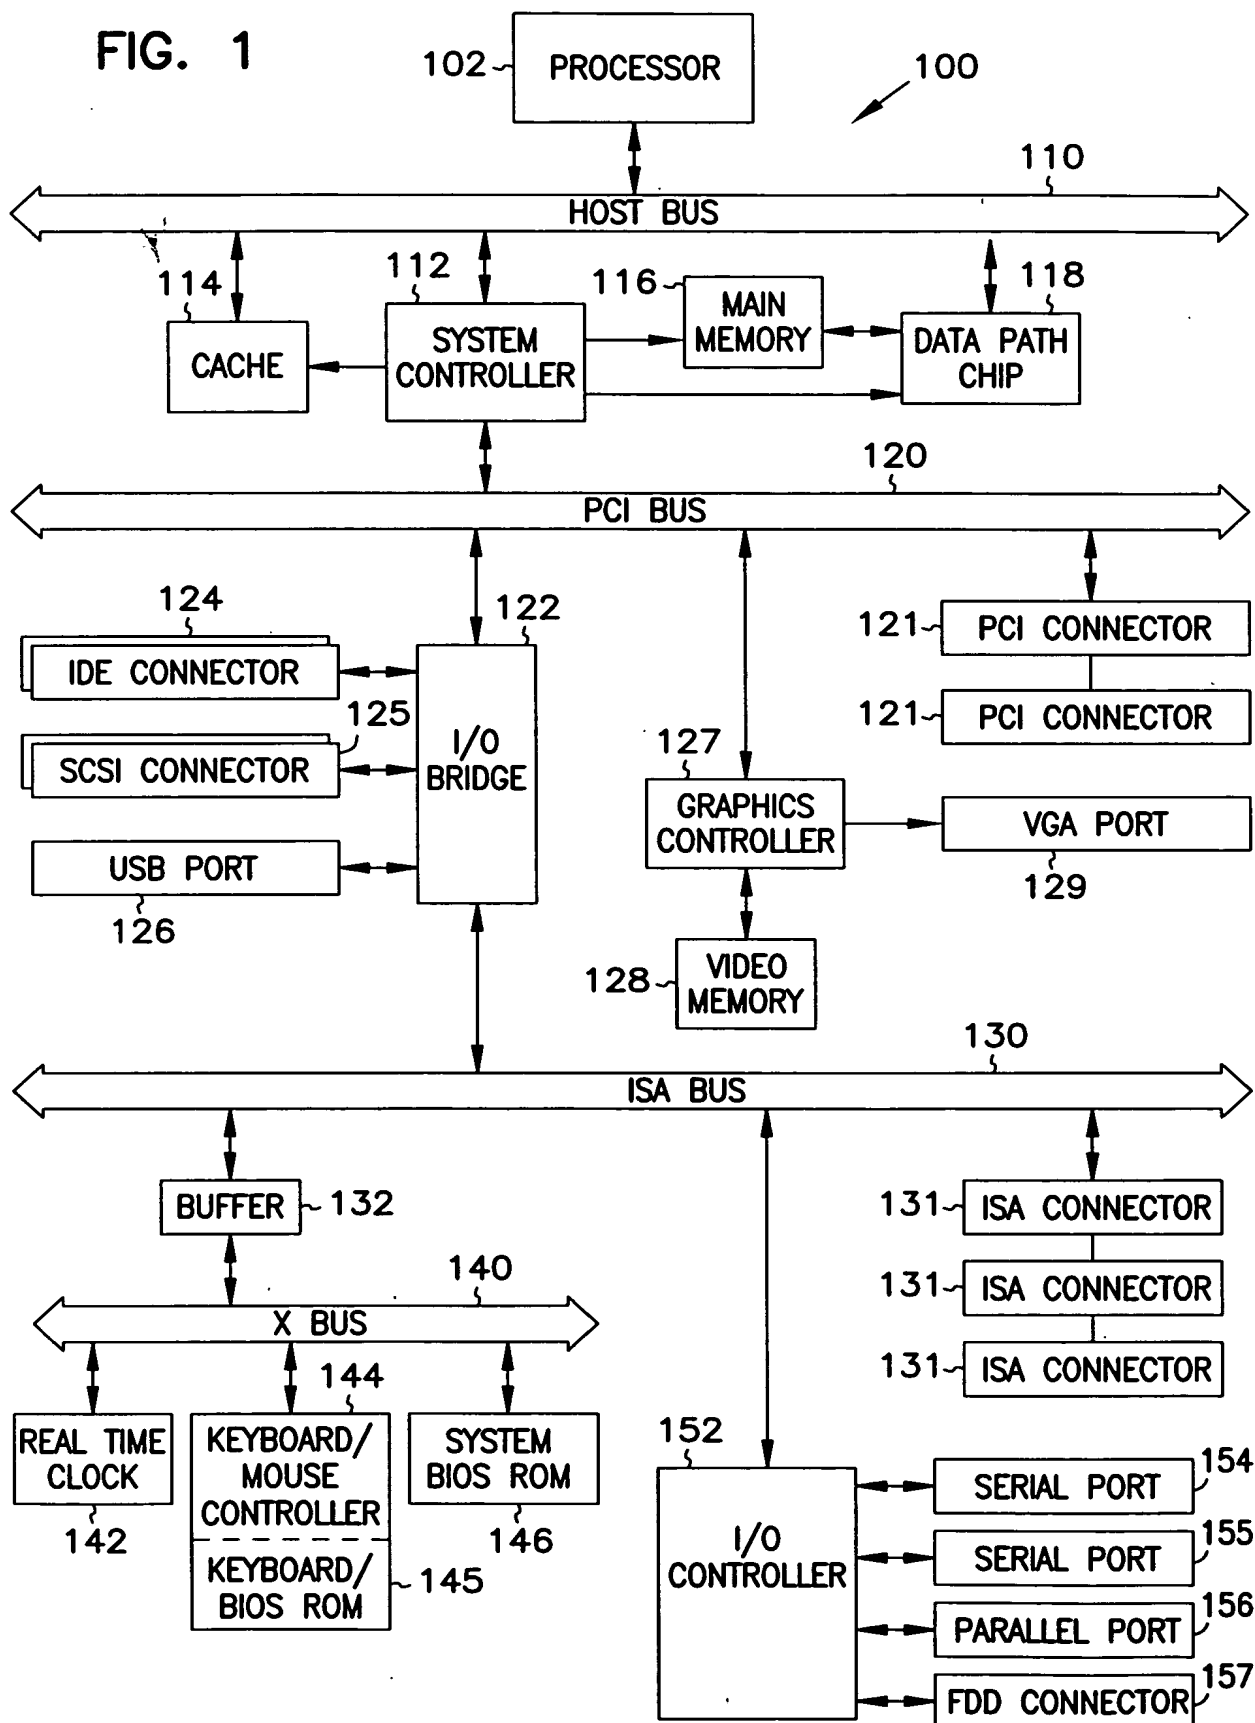 FIG. 1
102
PROCESSOR
100
110
HOST BUS
114
112
116
118
CACHE
SYSTEM
CONTROLLER
MAIN
MEMORY
DATA PATH
CHIP
120
PCI BUS
124
122
IDE CONNECTOR
121
PCI CONNECTOR
125
121
PCI CONNECTOR
SCSI CONNECTOR
I/O
BRIDGE
127
GRAPHICS
CONTROLLER
VGA PORT
129
USB PORT
126
128
VIDEO
MEMORY
130
ISA BUS
BUFFER
132
131
ISA CONNECTOR
131
ISA CONNECTOR
131
ISA CONNECTOR
140
X BUS
144
REAL TIME
CLOCK
142
KEYBOARD/
MOUSE
CONTROLLER
KEYBOARD/
BIOS ROM
145
SYSTEM
BIOS ROM
146
152
I/O
CONTROLLER
154
SERIAL PORT
155
SERIAL PORT
156
PARALLEL PORT
157
FDD CONNECTOR